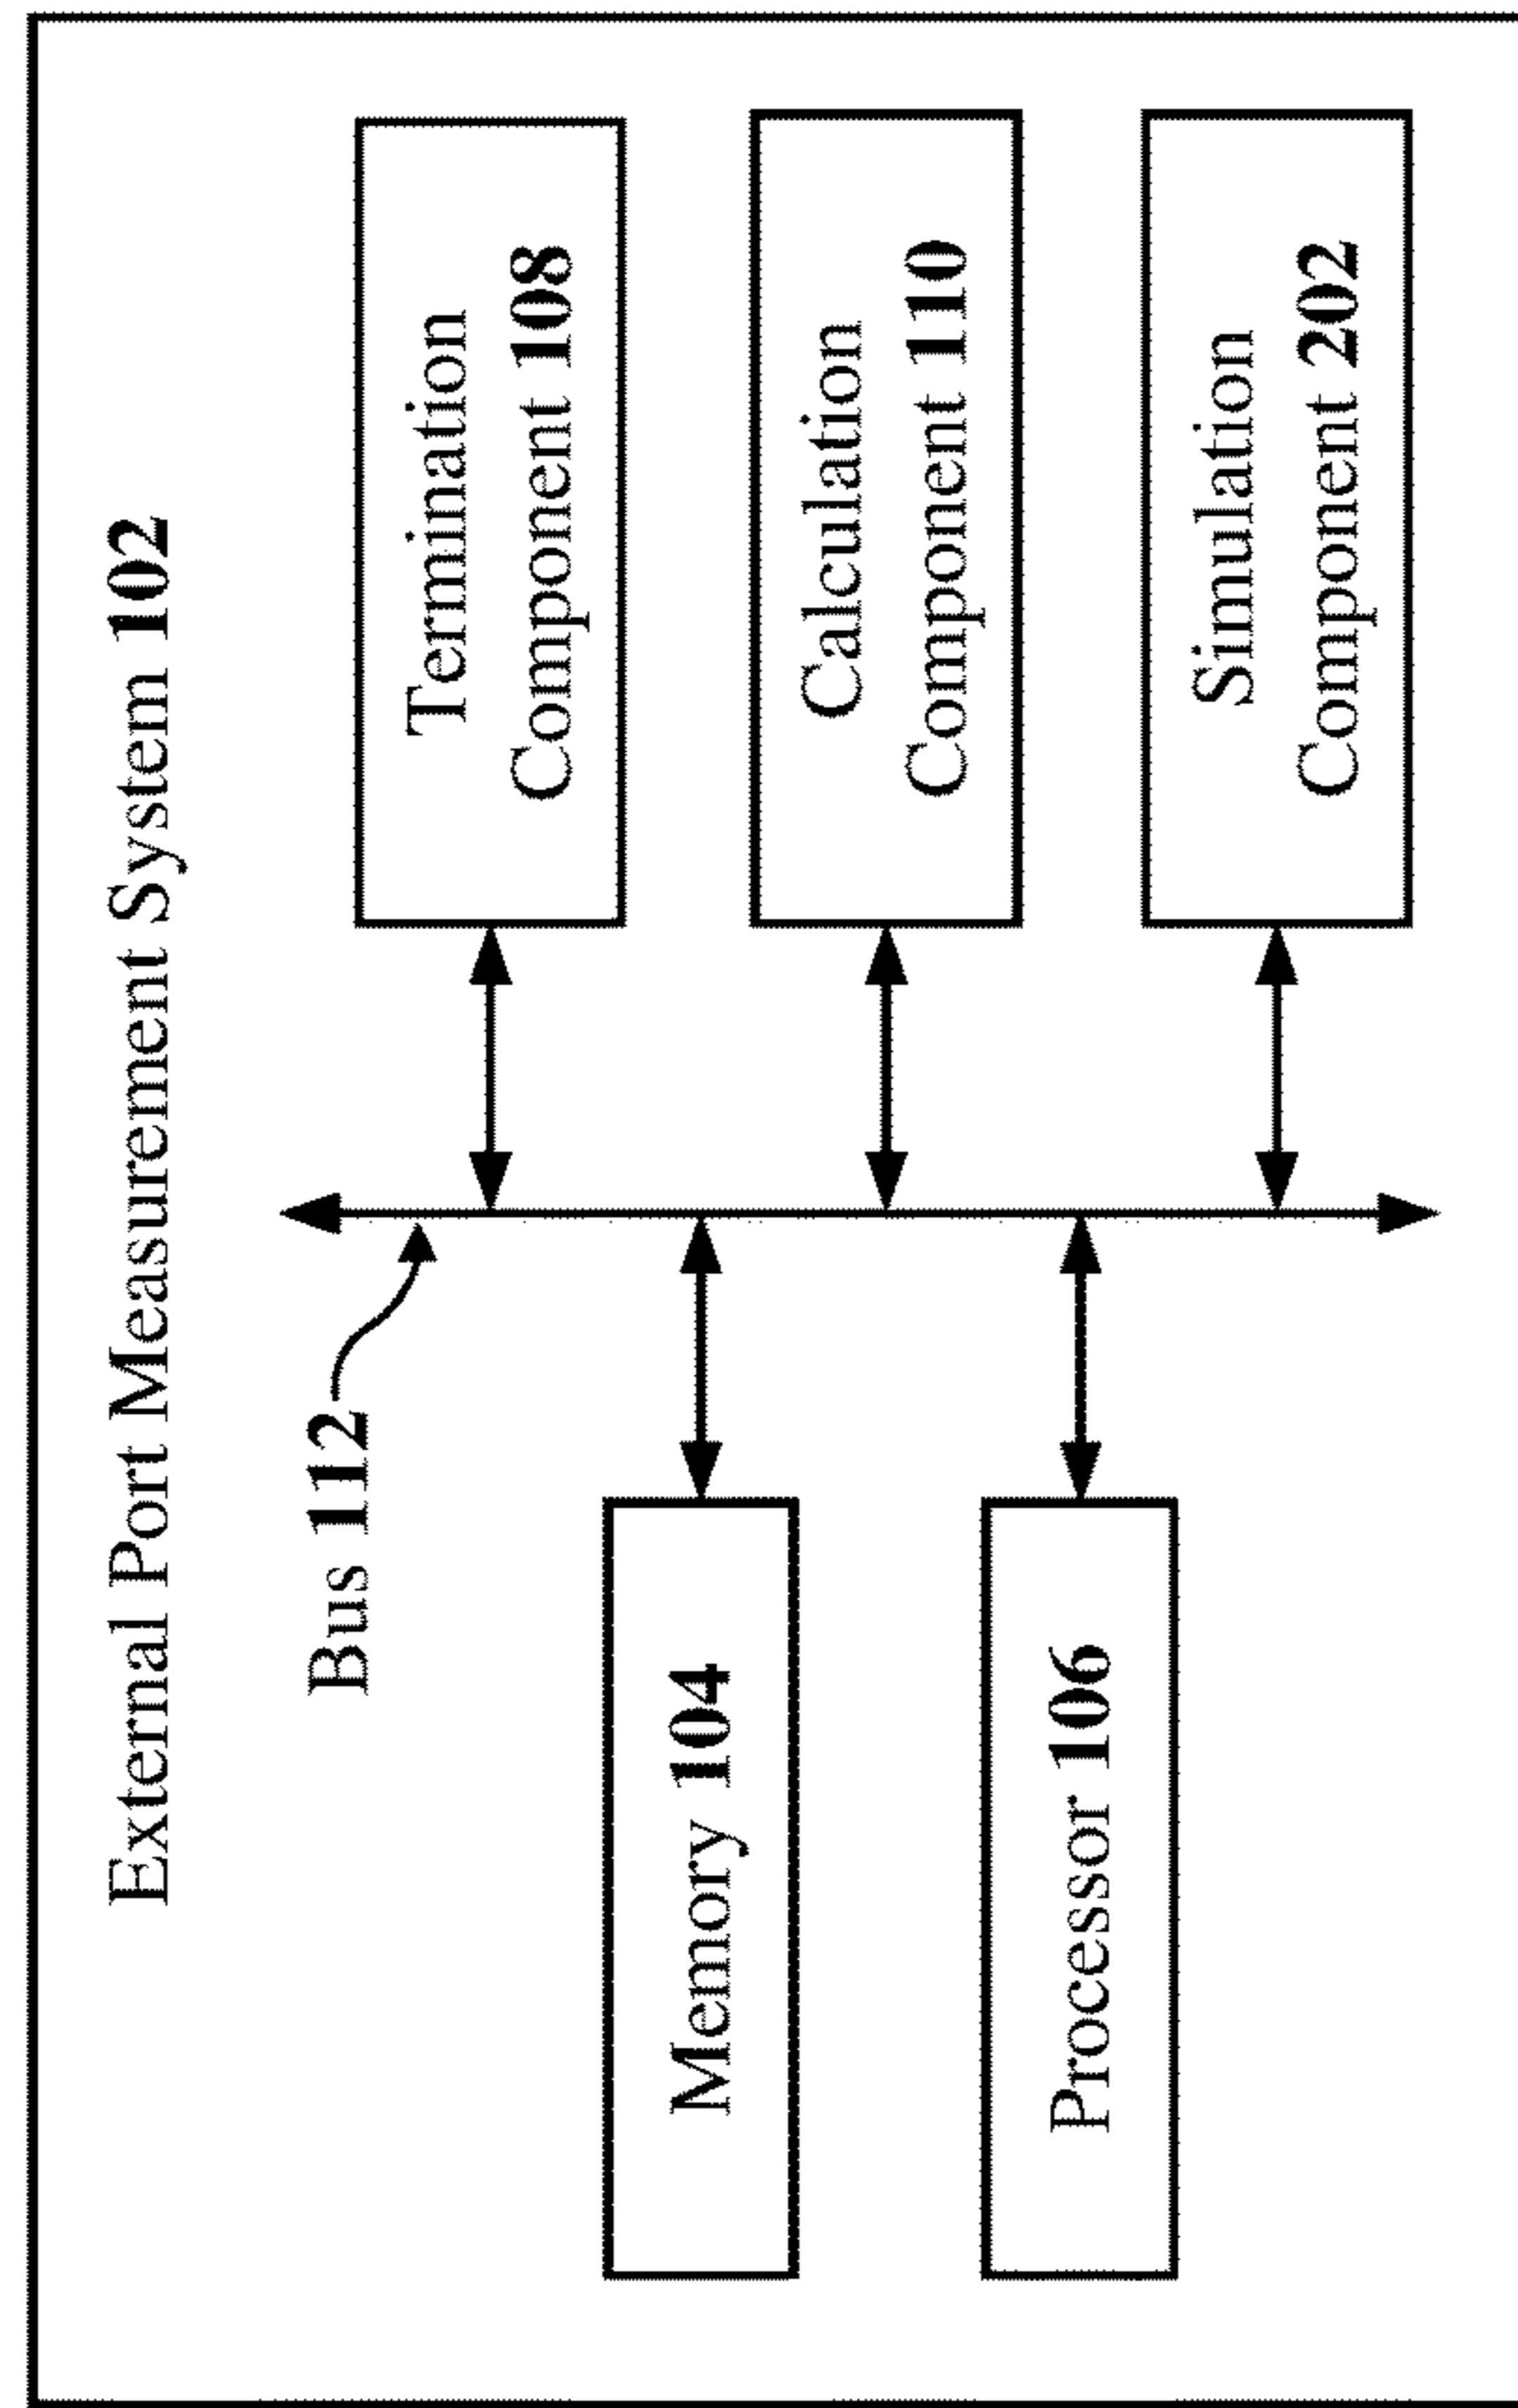 External Port Measurement System 102
Bus 112
Memory 104
Processor 106
Termination
Component 108
Calculation
Component 110
Simulation
Component 202